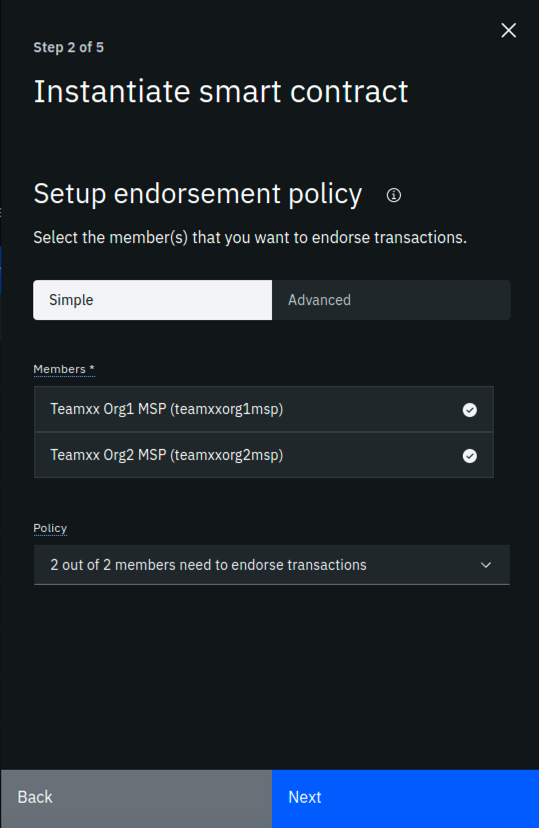 Step 2 of 5
Instantiate smart contract
Setup endorsement policy
Select the member(s) that you want to endorse transactions.
Simple
Advanced
Members *
Teamxx Org1 MSP (teamxxorg1msp)
Teamxx Org2 MSP (teamxxorg2msp)
Policy
2 out of 2 members need to endorse transactions
Back
Next